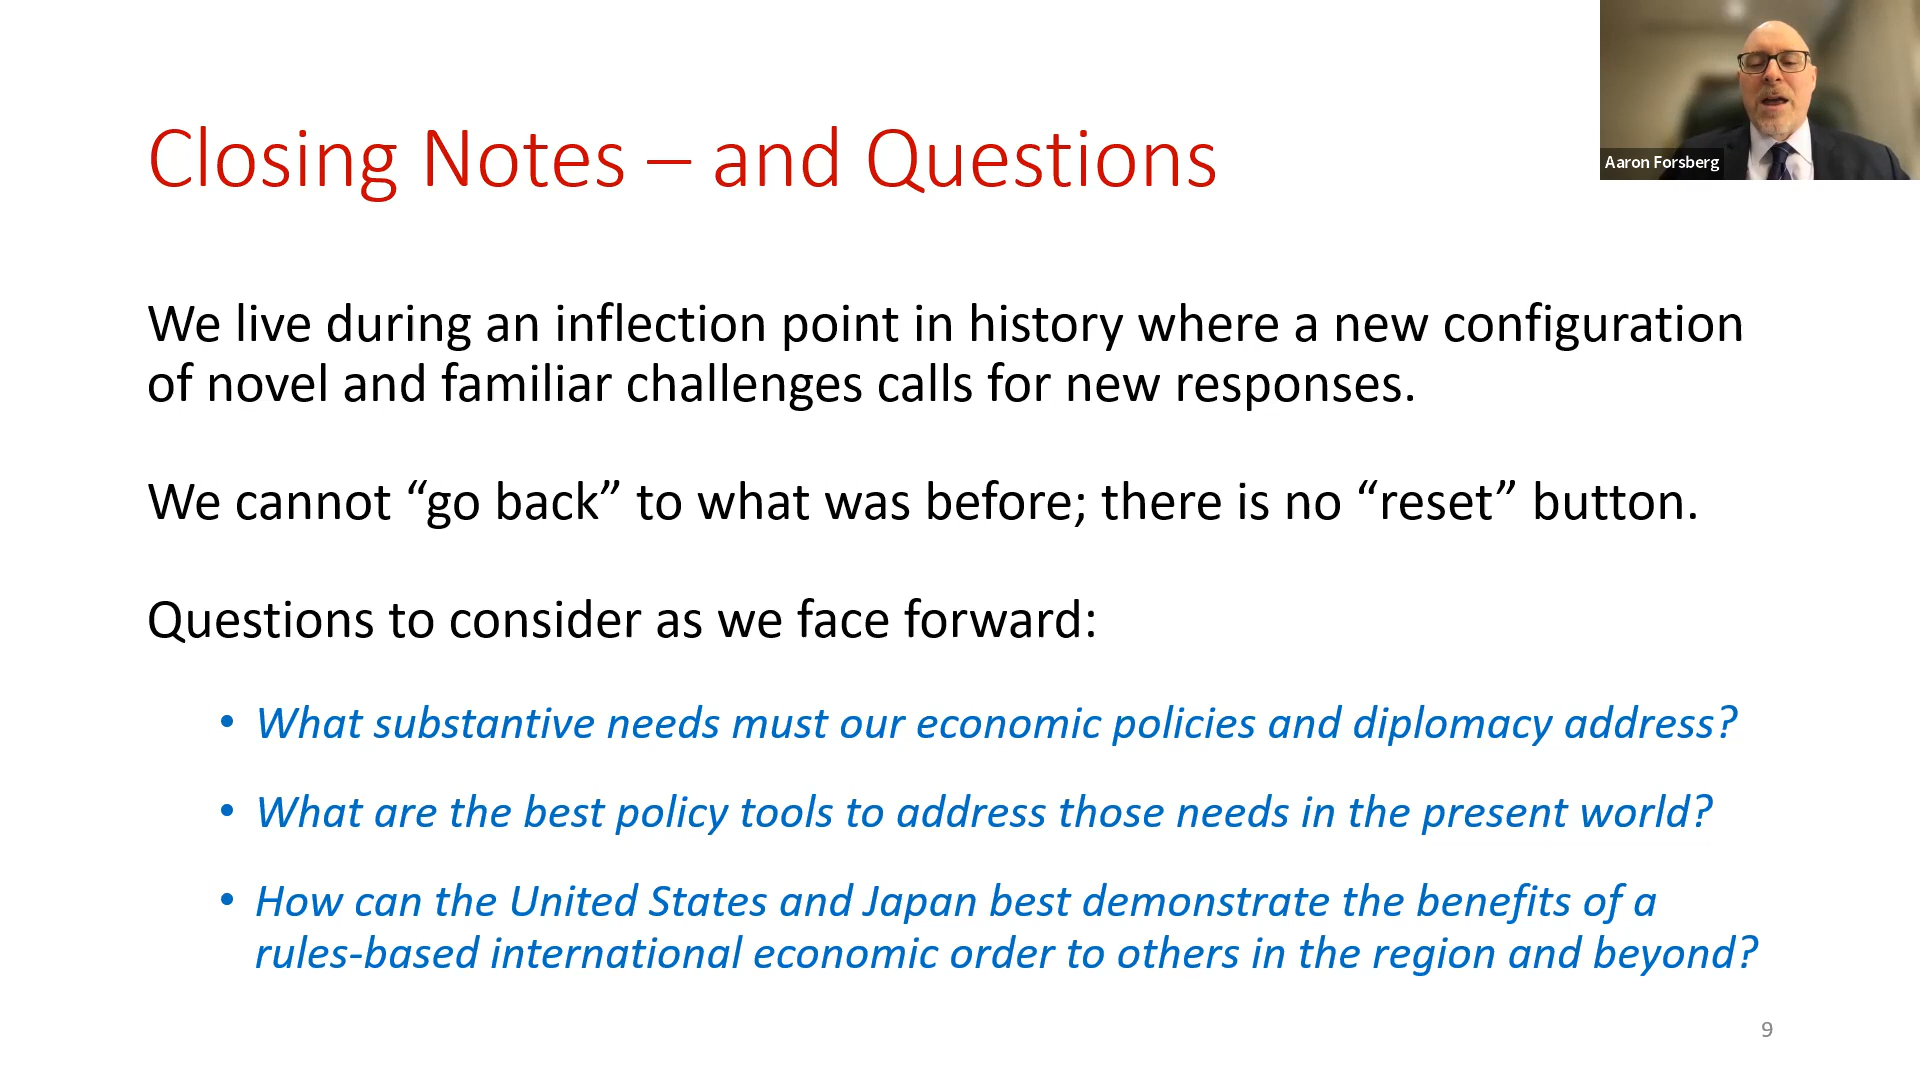 Aaron Forsberg
Closing Notes – and Questions
We live during an inflection point in history where a new configuration
of novel and familiar challenges calls for new responses.
We cannot “go back” to what was before; there is no “reset” button.
Questions to consider as we face forward:
• What substantive needs must our economic policies and diplomacy address?
• What are the best policy tools to address those needs in the present world?
• How can the United States and Japan best demonstrate the benefits of a
rules-based international economic order to others in the region and beyond?
9